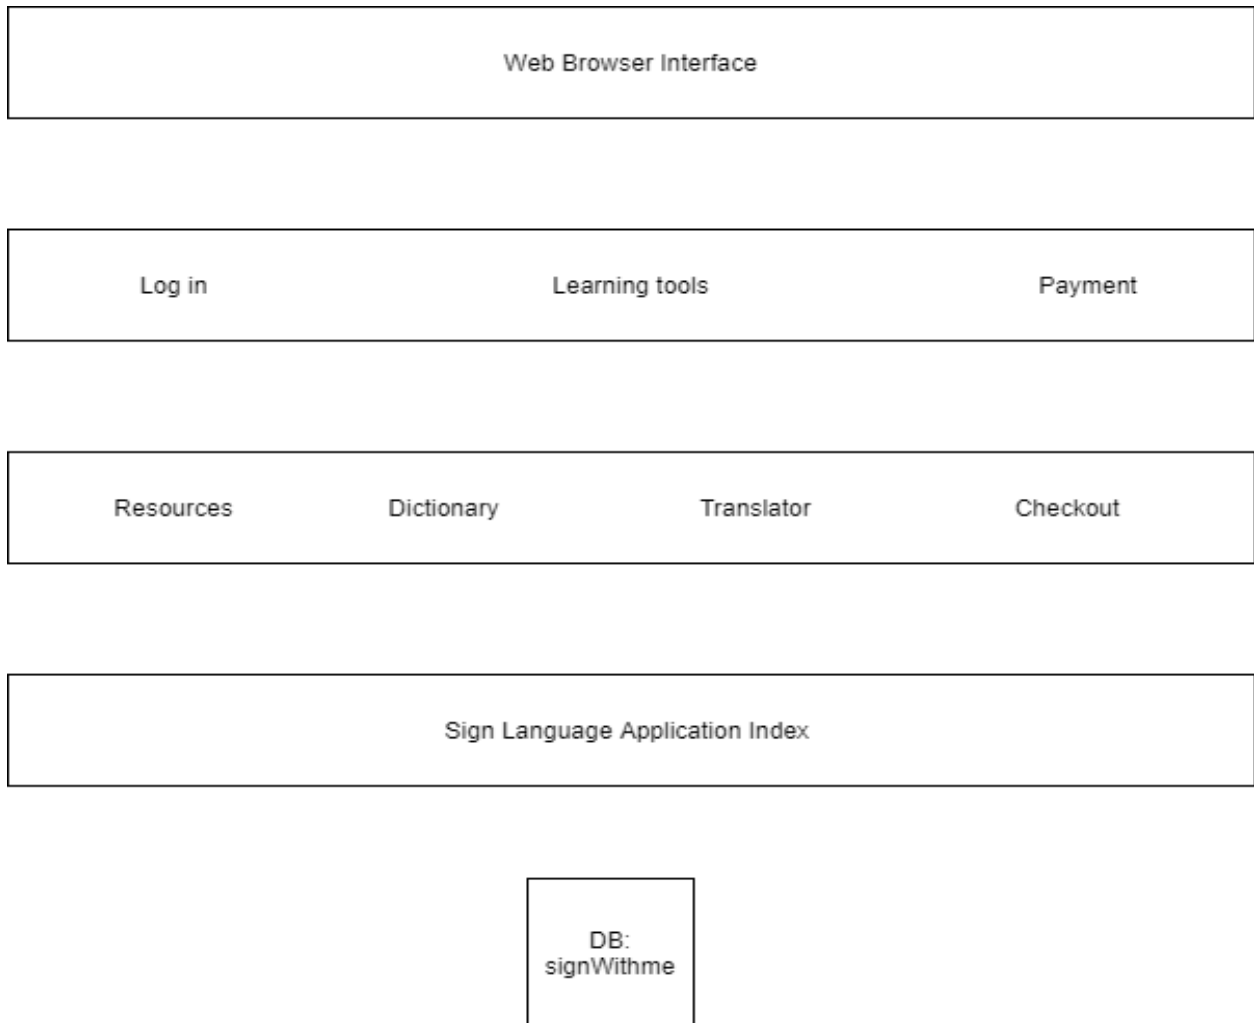 Web Browser Interface
Log in Learning tools Payment
Resources Dictionary Translator Checkout
Sign Language Application Index
DB:
signWithme